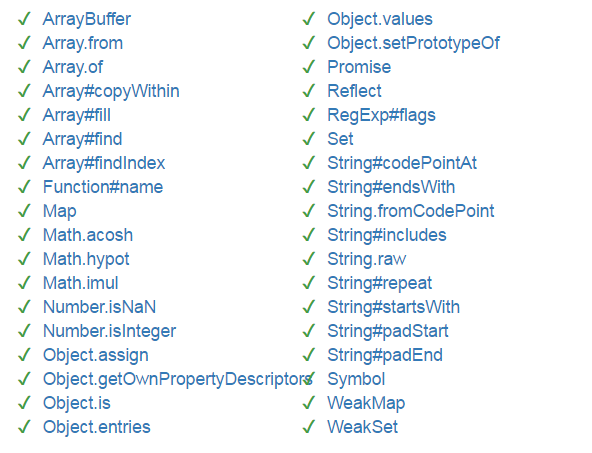 ✓ ArrayBuffer
✓ Array.from
✓ Array.of
✓ Array#copyWithin
✓ Array#fill
✓ Array#find
✓ Array#findIndex
✓ Function#name
✓ Map
✓ Math.acosh
✓ Math.hypot
✓ Math.imul
✓ Number.isNaN
✓ Number.isInteger
✓ Object.assign
✓ Object.getOwnPropertyDescriptors
✓ Object.is
✓ Object.entries
✓ Object.values
✓ Object.setPrototypeOf
✓ Promise
✓ Reflect
✓ RegExp#flags
✓ Set
✓ String#codePointAt
✓ String#endsWith
✓ String.fromCodePoint
✓ String#includes
✓ String.raw
✓ String#repeat
✓ String#startsWith
✓ String#padStart
✓ String#padEnd
✓ Symbol
✓ WeakMap
✓ WeakSet